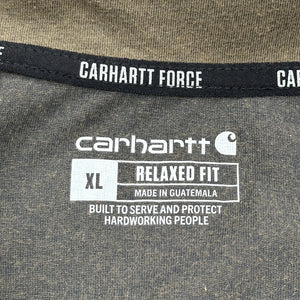 CARHARTT FORCE
CAR
carhartt
XL RELAXED FIT
MADE IN GUATEMALA
BUILT TO SERVE AND PROTECT
HARDWORKING PEOPLE